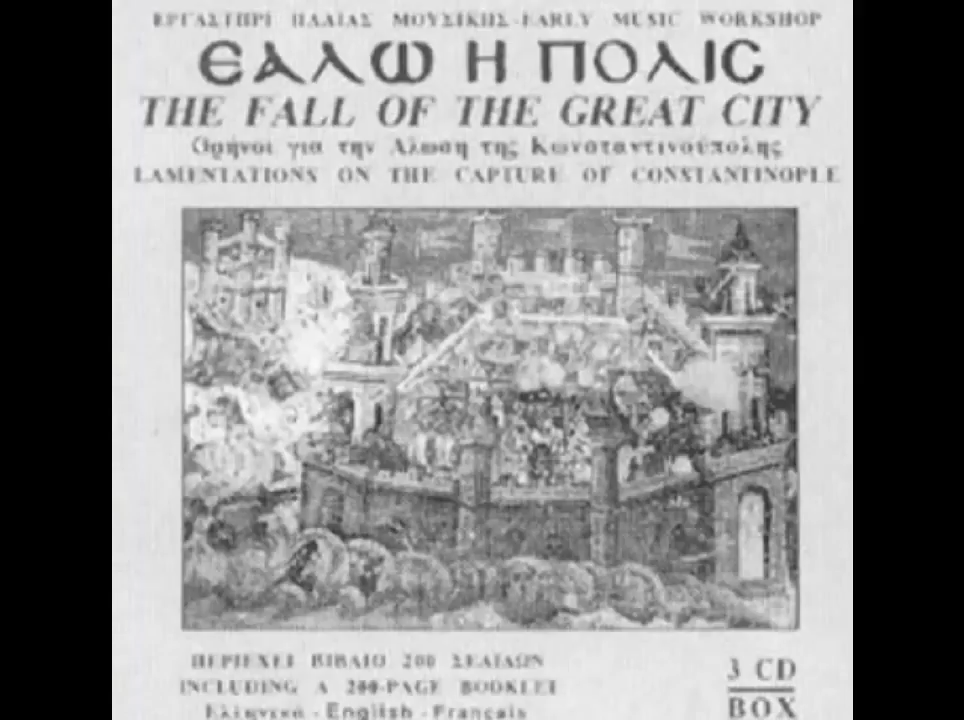 ΕΡΓΑΣΤΗΡΙ ΠΑΛΑΙΑΣ ΜΟΥΣΙΚΗΣ-EARLY MUSIC WORKSHOP
ΕΑΛΩ Η ΠΟΛΙС
THE FALL OF THE GREAT CITY
Θρήνοι για την Άλωση της Κωνσταντινούπολης
LAMENTATIONS ON THE CAPTURE OF CONSTANTINOPLE
ΠΕΡΙΕΧΕΙ ΒΙΒΛΙΟ 200 ΣΕΛΙΔΩΝ
INCLUDING A 200-PAGE BOOKLET
Ελληνικά - English - Français
3 CD
BOX